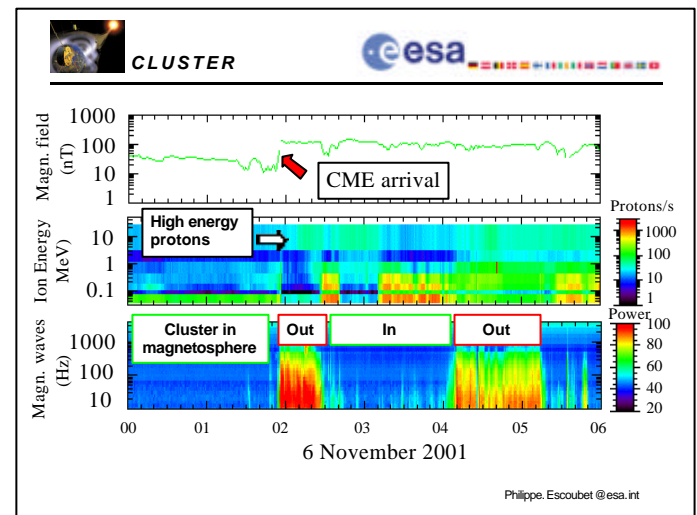 CLUSTER
esa
1000
100
10
1
Magn. field
(nT)
CME arrival
High energy
protons
10
1
0.1
Ion Energy
MeV)
Protons/s
1000
100
10
1
Cluster in
magnetosphere
Out
In
Out
1000
100
10
Magn. waves
(Hz)
Power
100
80
60
40
20
00 01 02 03 04 05 06
6 November 2001
Philippe.Escoubet@esa.int